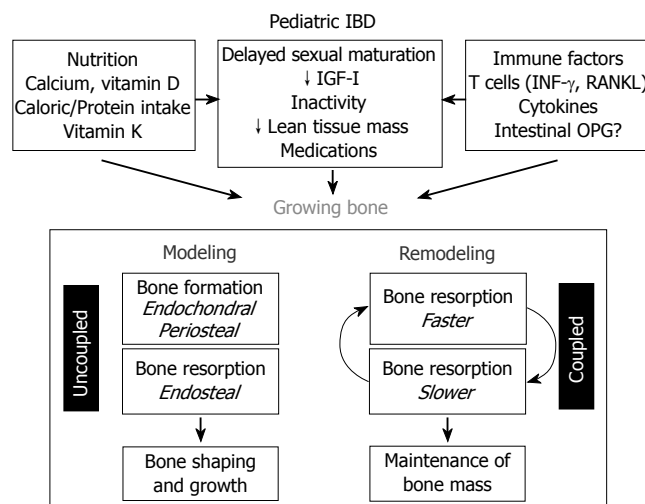 Pediatric IBD
Nutrition
Calcium, vitamin D
Caloric/Protein intake
Vitamin K
Delayed sexual maturation
↓ IGF-I
Inactivity
↓ Lean tissue mass
Medications
Immune factors
T cells (INF-γ, RANKL)
Cytokines
Intestinal OPG?
Growing bone
Modeling
Uncoupled
Bone formation
Endochondral
Periosteal
Bone resorption
Endosteal
Bone shaping
and growth
Remodeling
Bone resorption
Faster
Bone resorption
Slower
Coupled
Maintenance of
bone mass